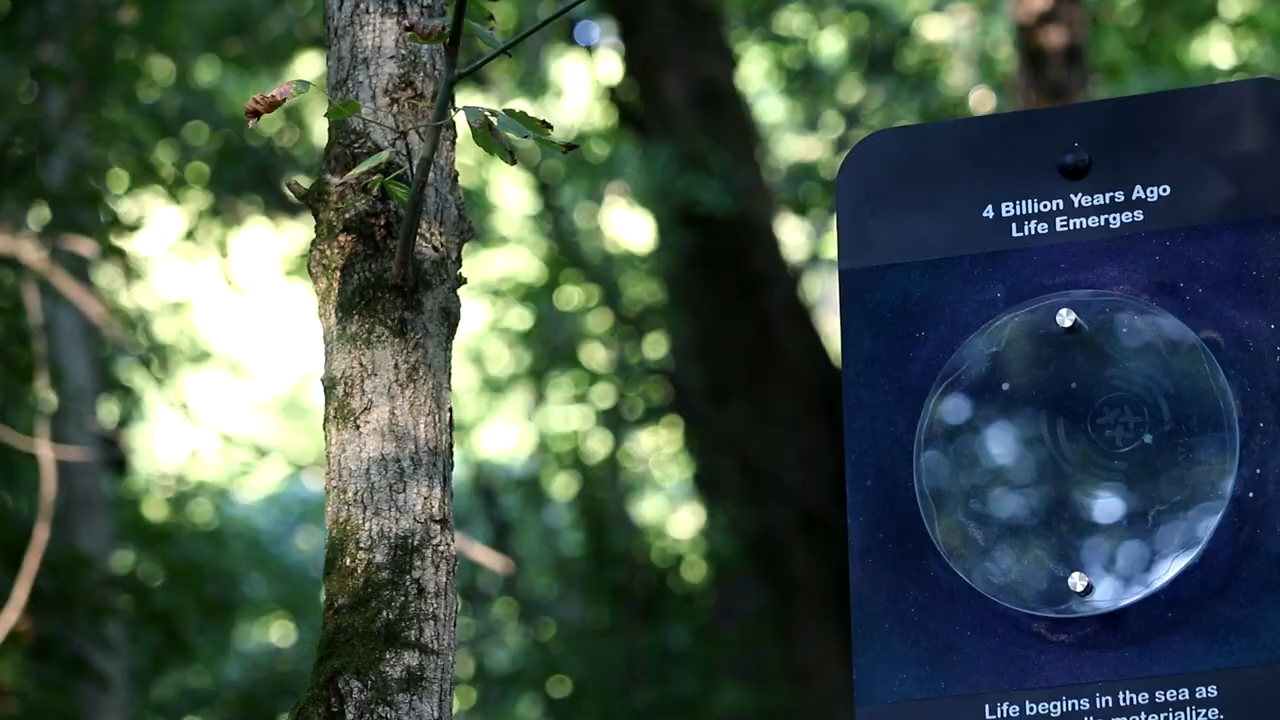 4 Billion Years Ago
Life Emerges
Life begins in the sea as
materialize.